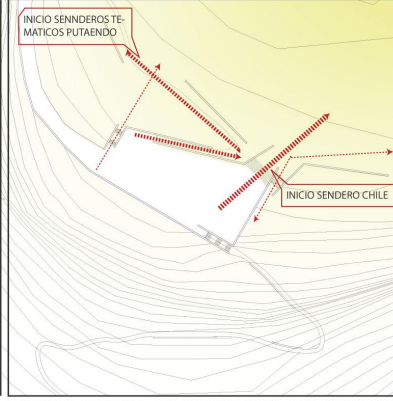 INICIO SENNDEROS TE-
MATICOS PUTAENDO
INICIO SENDERO CHILE